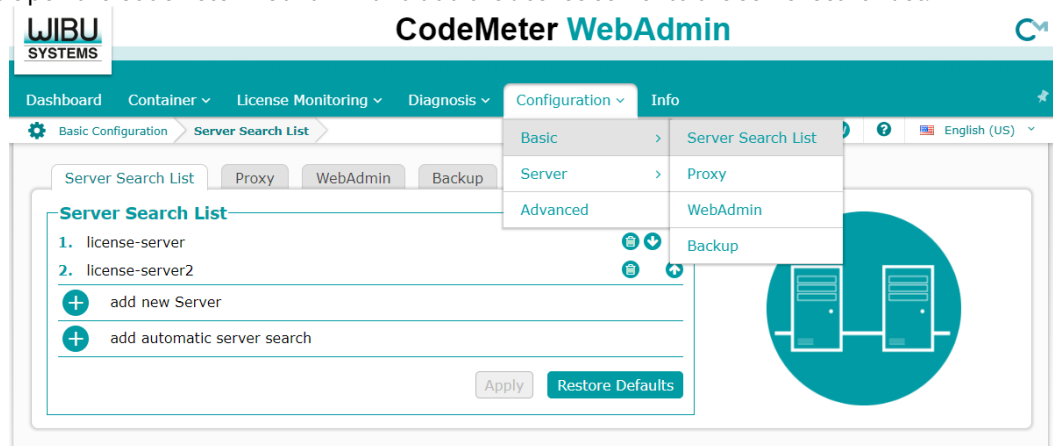 WIBU
SYSTEMS
CodeMeter WebAdmin
Dashboard Container License Monitoring Diagnosis Configuration Info
Basic Configuration Server Search List
English (US)
Basic Server Search List
Server Proxy
Advanced WebAdmin
Backup
Server Search List Proxy WebAdmin Backup
Server Search List
1. license-server
2. license-server2
add new Server
add automatic server search
Apply Restore Defaults